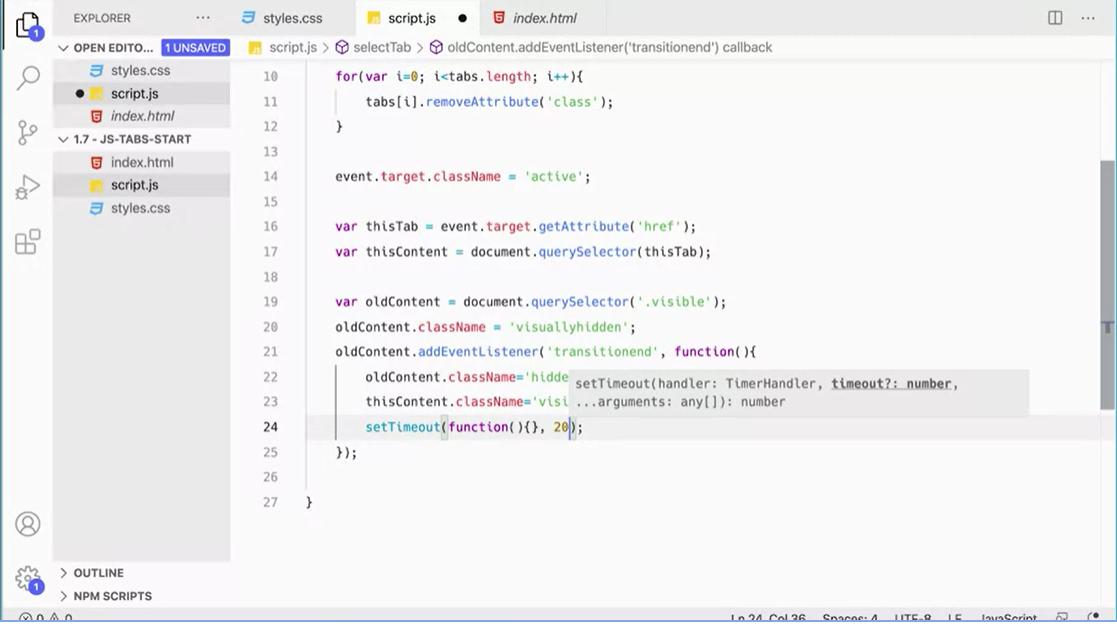 1
EXPLORER
...
OPEN EDITO... 1 UNSAVED
styles.css
script.js
index.html
1.7 - JS-TABS-START
index.html
script.js
styles.css
OUTLINE
NPM SCRIPTS
1
styles.css
script.js
index.html
...
script.js > selectTab > oldContent.addEventListener('transitionend') callback
10 for(var i=0; i<tabs.length; i++){
11 tabs[i].removeAttribute('class');
12 }
13
14 event.target.className = 'active';
15
16 var thisTab = event.target.getAttribute('href');
17 var thisContent = document.querySelector(thisTab);
18
19 var oldContent = document.querySelector('.visible');
20 oldContent.className = 'visuallyhidden';
21 oldContent.addEventListener('transitionend', function(){
22 oldContent.className='hidde
23 thisContent.className='visi
setTimeout(handler: TimerHandler, timeout?: number,
...arguments: any[]): number
24 setTimeout(function(){}, 20);
25 });
26
27 }
0 0
Ln 24, Col 36 Spaces: 4 UTF-8 LF JavaScript